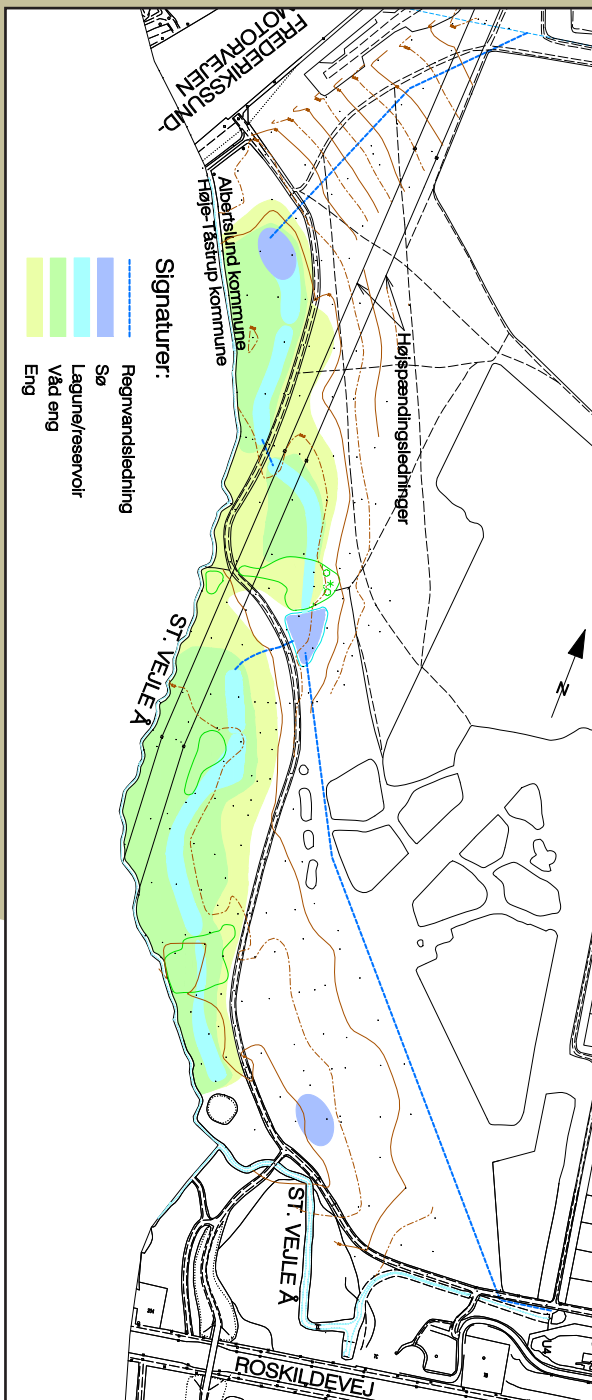 FREDERIKSSUND-
MOTORVEJEN
Albertslund kommune
Høje-Tåstrup kommune
Højspændingsledninger
Signaturer:
Regnvandsledning
Sø
Lagune/reservoir
Våd eng
Eng
N
ST. VEJLE Å
ST. VEJLE Å
ROSKILDEVEJ